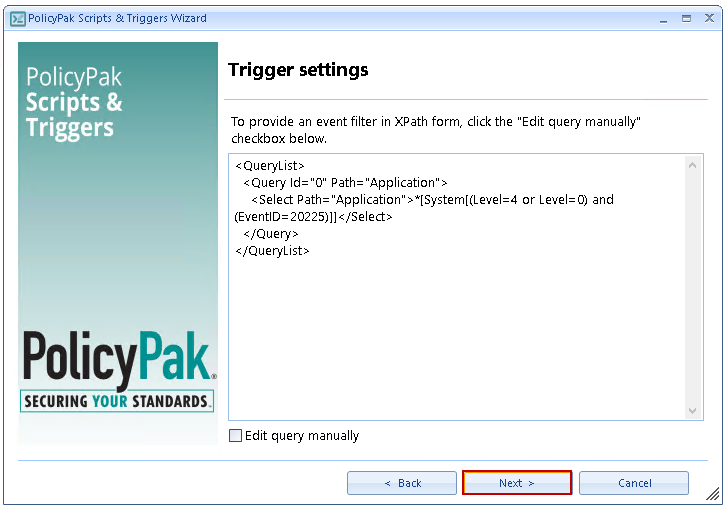 PolicyPak Scripts & Triggers Wizard
PolicyPak
Scripts &
Triggers
Trigger settings
To provide an event filter in XPath form, click the "Edit query manually"
checkbox below.
<QueryList>
<Query Id="0" Path="Application">
<Select Path="Application">*[System[(Level=4 or Level=0) and
(EventID=20225)]]</Select>
</Query>
</QueryList>
PolicyPak®
SECURING YOUR STANDARDS™
Edit query manually
< Back
Next >
Cancel